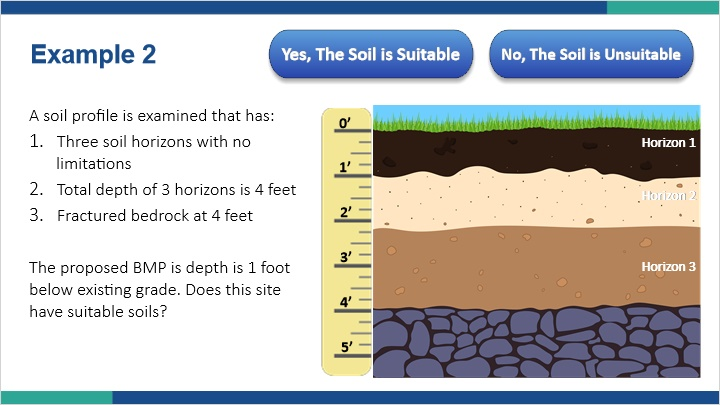 Example 2
Yes, The Soil is Suitable
No, The Soil is Unsuitable
A soil profile is examined that has:
1. Three soil horizons with no
limitations
2. Total depth of 3 horizons is 4 feet
3. Fractured bedrock at 4 feet
The proposed BMP is depth is 1 foot
below existing grade. Does this site
have suitable soils?
0’
1’
2’
3’
4’
5’
Horizon 1
Horizon 2
Horizon 3